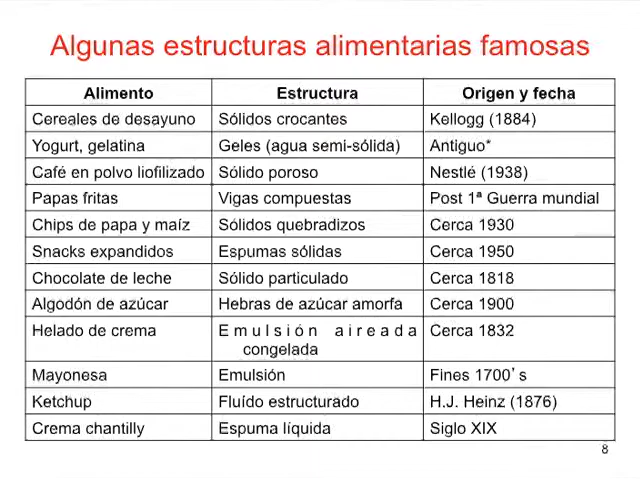 Algunas estructuras alimentarias famosas
Alimento Estructura Origen y fecha
Cereales de desayuno Sólidos crocantes Kellogg (1884)
Yogurt, gelatina Geles (agua semi-sólida) Antiguo*
Café en polvo liofilizado Sólido poroso Nestlé (1938)
Papas fritas Vigas compuestas Post 1ª Guerra mundial
Chips de papa y maíz Sólidos quebradizos Cerca 1930
Snacks expandidos Espumas sólidas Cerca 1950
Chocolate de leche Sólido particulado Cerca 1818
Algodón de azúcar Hebras de azúcar amorfa Cerca 1900
Helado de crema Emulsión aireada Cerca 1832
congelada
Mayonesa Emulsión Fines 1700’s
Ketchup Fluído estructurado H.J. Heinz (1876)
Crema chantilly Espuma líquida Siglo XIX
8